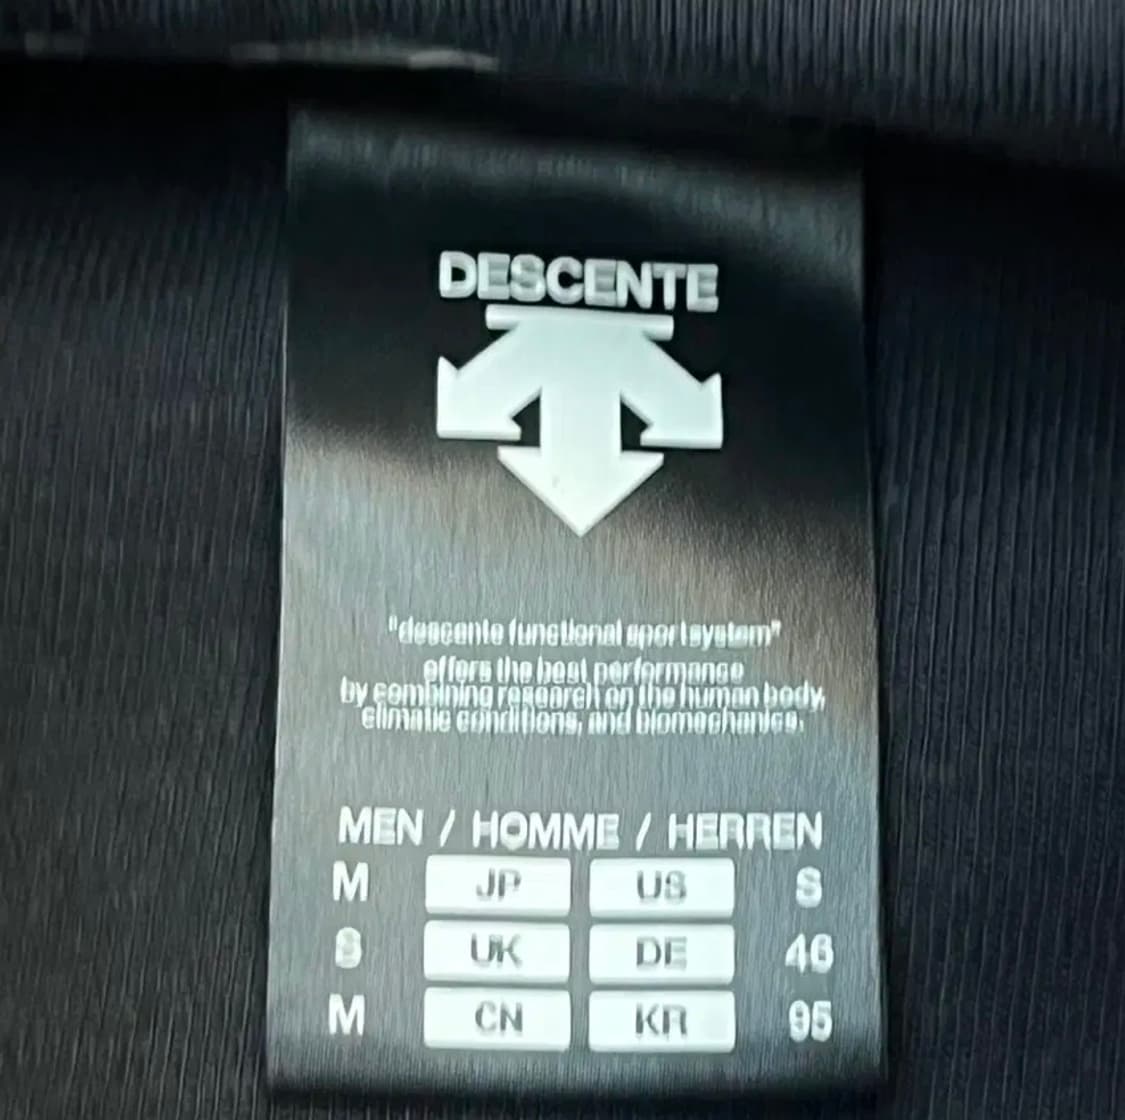 DESCENTE
"descente functional sportsystem"
offers the best performance
by combining research on the human body,
climatic conditions, and biomechanics.
MEN / HOMME / HERREN
M JP US S
S UK DE 46
M CN KR 95